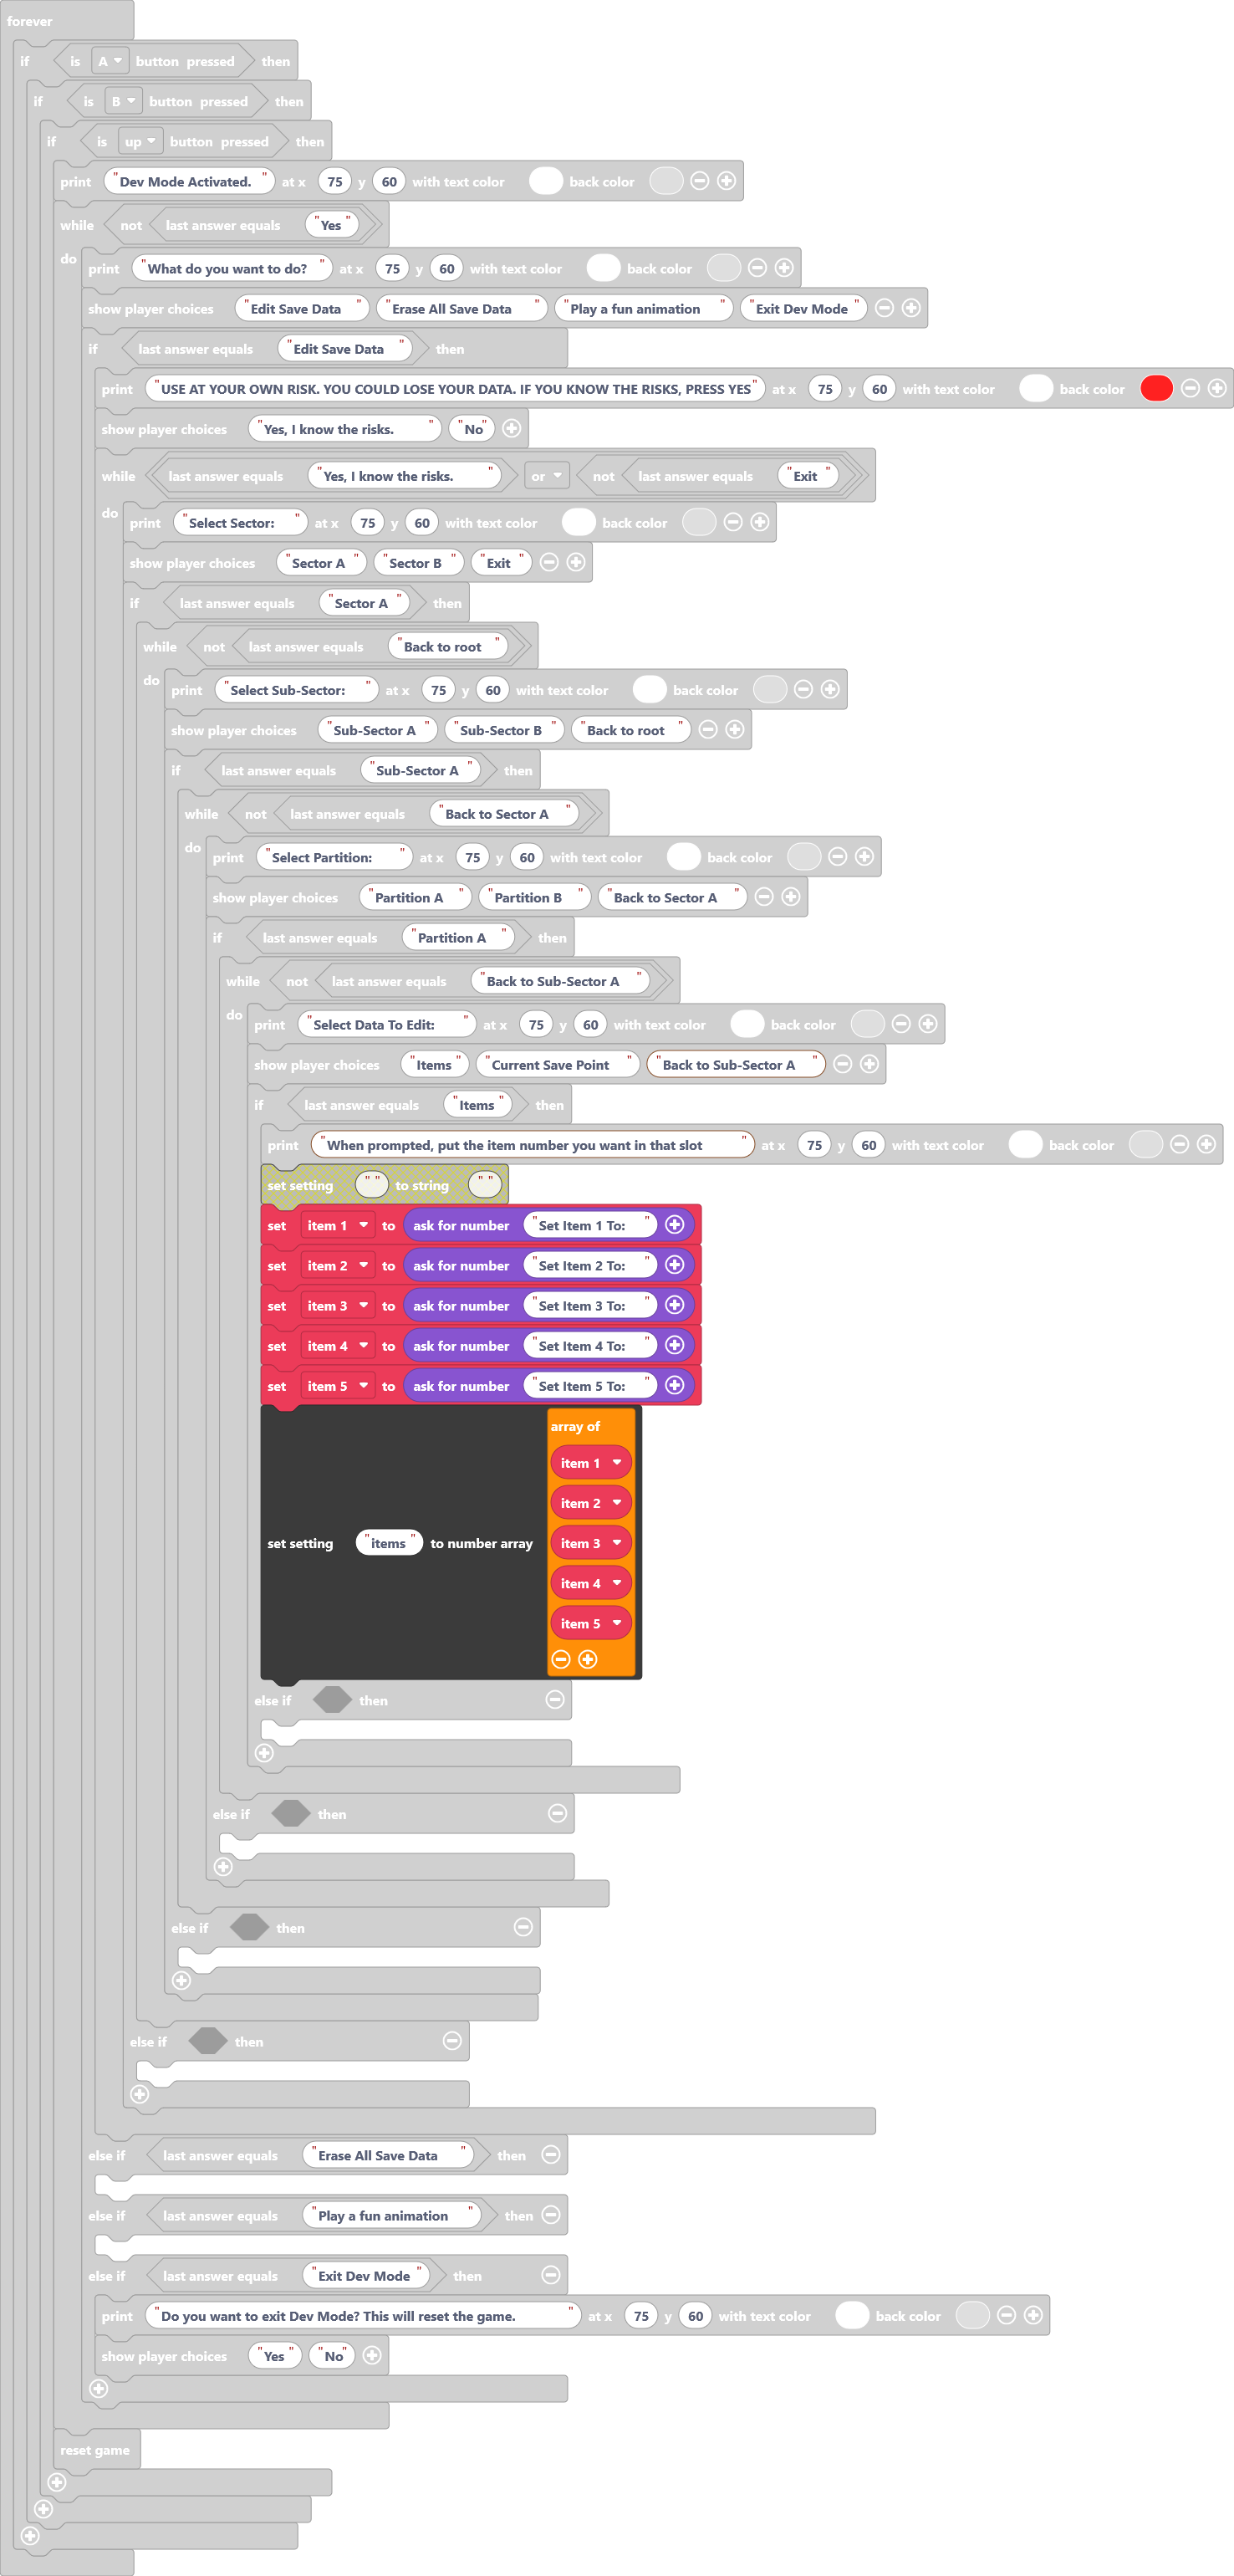 forever
if is A button pressed then
if is B button pressed then
if is up button pressed then
print "Dev Mode Activated." at x 75 y 60 with text color back color
while not last answer equals "Yes"
do
print "What do you want to do?" at x 75 y 60 with text color back color
show player choices "Edit Save Data" "Erase All Save Data" "Play a fun animation" "Exit Dev Mode"
if last answer equals "Edit Save Data" then
print "USE AT YOUR OWN RISK. YOU COULD LOSE YOUR DATA. IF YOU KNOW THE RISKS, PRESS YES" at x 75 y 60 with text color back color
show player choices "Yes, I know the risks." "No"
while last answer equals "Yes, I know the risks." or not last answer equals "Exit"
do
print "Select Sector:" at x 75 y 60 with text color back color
show player choices "Sector A" "Sector B" "Exit"
if last answer equals "Sector A" then
while not last answer equals "Back to root"
do
print "Select Sub-Sector:" at x 75 y 60 with text color back color
show player choices "Sub-Sector A" "Sub-Sector B" "Back to root"
if last answer equals "Sub-Sector A" then
while not last answer equals "Back to Sector A"
do
print "Select Partition:" at x 75 y 60 with text color back color
show player choices "Partition A" "Partition B" "Back to Sector A"
if last answer equals "Partition A" then
while not last answer equals "Back to Sub-Sector A"
do
print "Select Data To Edit:" at x 75 y 60 with text color back color
show player choices "Items" "Current Save Point" "Back to Sub-Sector A"
if last answer equals "Items" then
print "When prompted, put the item number you want in that slot" at x 75 y 60 with text color back color
set setting "" to string ""
set item 1 to ask for number "Set Item 1 To:"
set item 2 to ask for number "Set Item 2 To:"
set item 3 to ask for number "Set Item 3 To:"
set item 4 to ask for number "Set Item 4 To:"
set item 5 to ask for number "Set Item 5 To:"
array of
item 1
item 2
set setting "items" to number array item 3
item 4
item 5
else if then
else if then
else if then
else if then
else if last answer equals "Erase All Save Data" then
else if last answer equals "Play a fun animation" then
else if last answer equals "Exit Dev Mode" then
print "Do you want to exit Dev Mode? This will reset the game." at x 75 y 60 with text color back color
show player choices "Yes" "No"
reset game